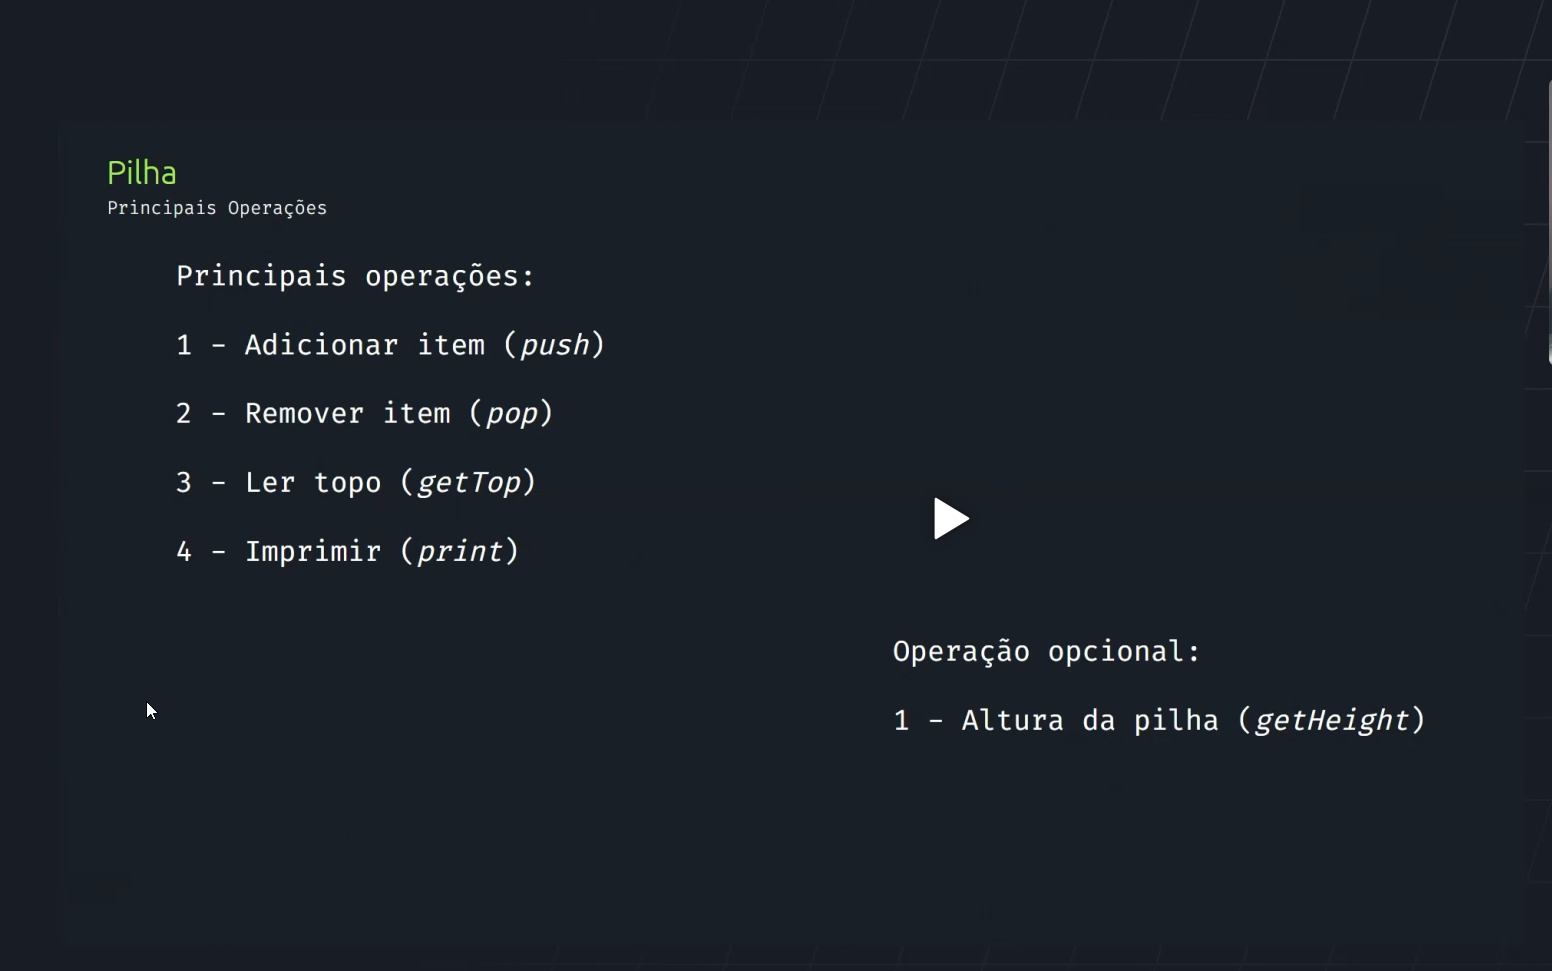 Pilha
Principais Operações
Principais operações:
1 - Adicionar item (push)
2 - Remover item (pop)
3 - Ler topo (getTop)
4 - Imprimir (print)
Operação opcional:
1 - Altura da pilha (getHeight)